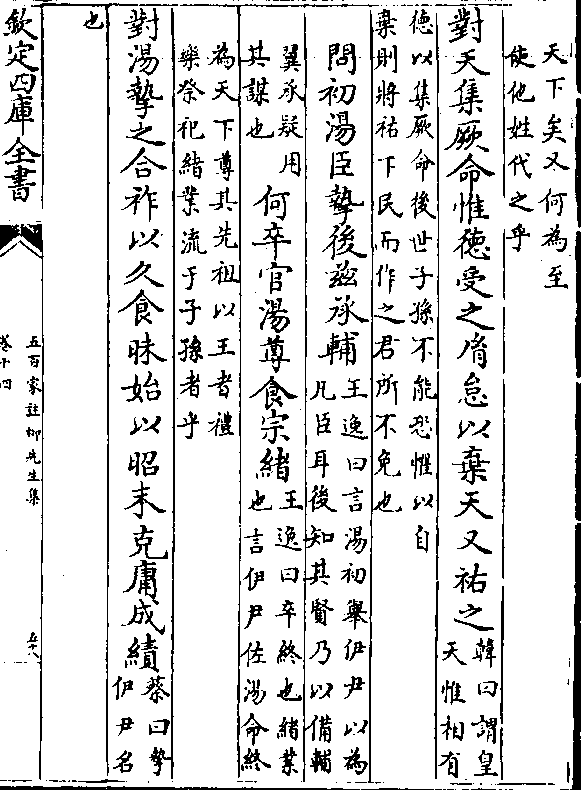 天下矣又何為至
使他姓代之乎
對天集厥命惟德受之脣怠以棄天又祐之韓曰謂皇
天惟相有
德以集厥命後世子孫不能恐惟以自
棄則將祐下民而作之君所不免也
問初湯臣摯後茲承輔王逸曰言湯初舉伊尹以為
凡臣耳後知其賢乃以備輔
翼承疑用
其謀也
何卒官湯尊食宗緒王逸曰卒終也緒業
也言伊尹佐湯命終
為天下尊其先祖以王者禮
樂祭祀緒業流于子孫者乎
對湯摯之合祚以久食昧始以昭末克庸成績蔡曰摯
伊尹名
也
欽定四庫全書
五百家註柳先生集
卷十四
五十八